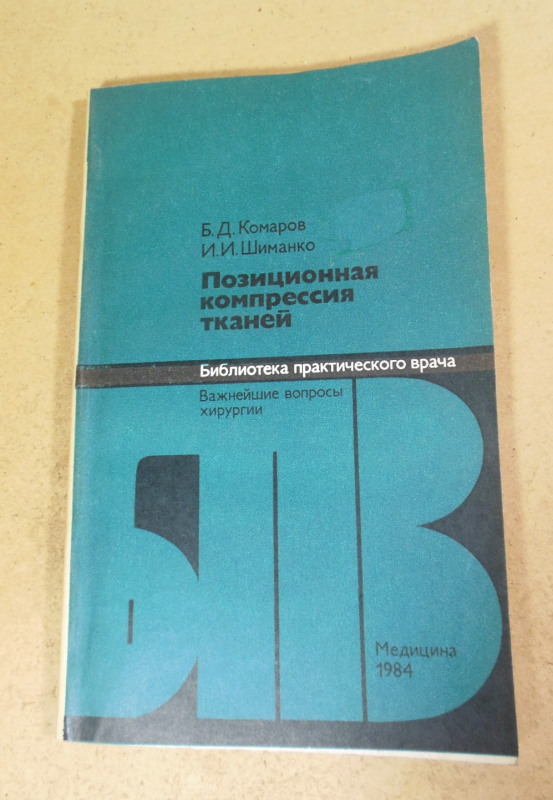 Б. Д. Комаров
И. И. Шиманко
Позиционная
компрессия
тканей
Библиотека практического врача
Важнейшие вопросы
хирургии
БПВ
Медицина
1984